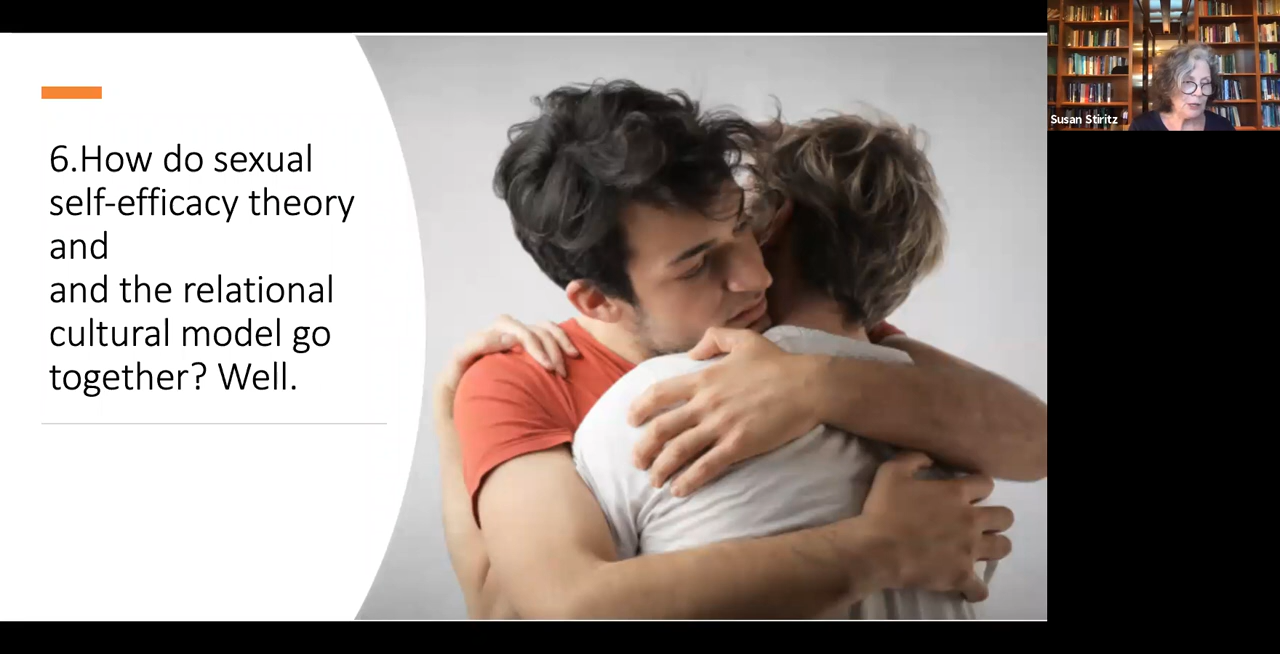 6.How do sexual
self-efficacy theory
and
and the relational
cultural model go
together? Well.
Susan Stiritz